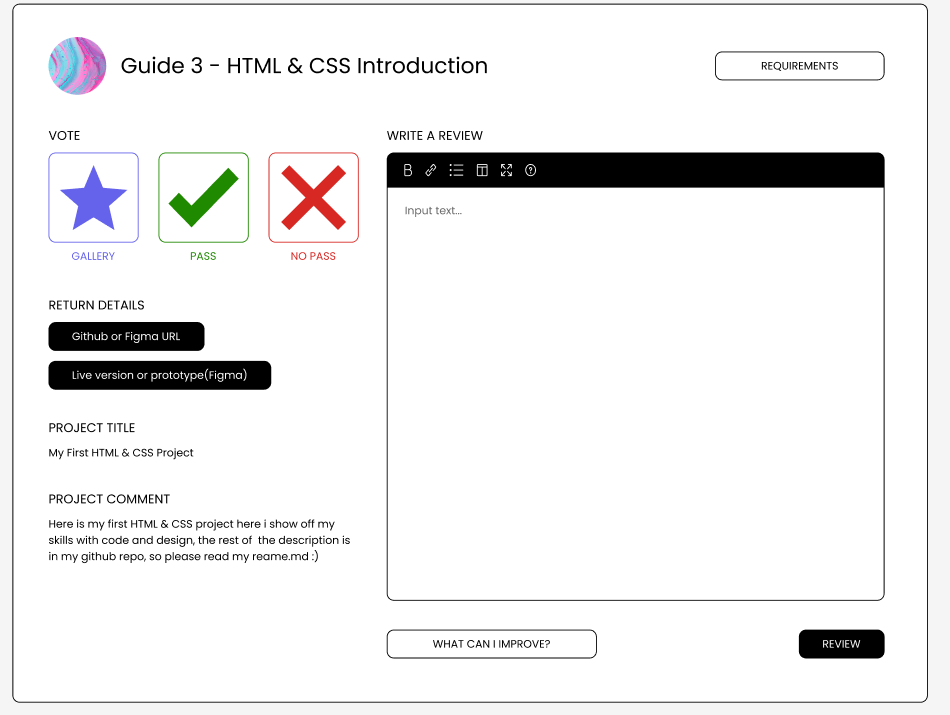 Guide 3 - HTML & CSS Introduction
REQUIREMENTS
VOTE
GALLERY
PASS
NO PASS
RETURN DETAILS
Github or Figma URL
Live version or prototype(Figma)
PROJECT TITLE
My First HTML & CSS Project
PROJECT COMMENT
Here is my first HTML & CSS project here i show off my
skills with code and design, the rest of  the description is
in my github repo, so please read my reame.md :)
WRITE A REVIEW
B
Input text...
WHAT CAN I IMPROVE?
REVIEW